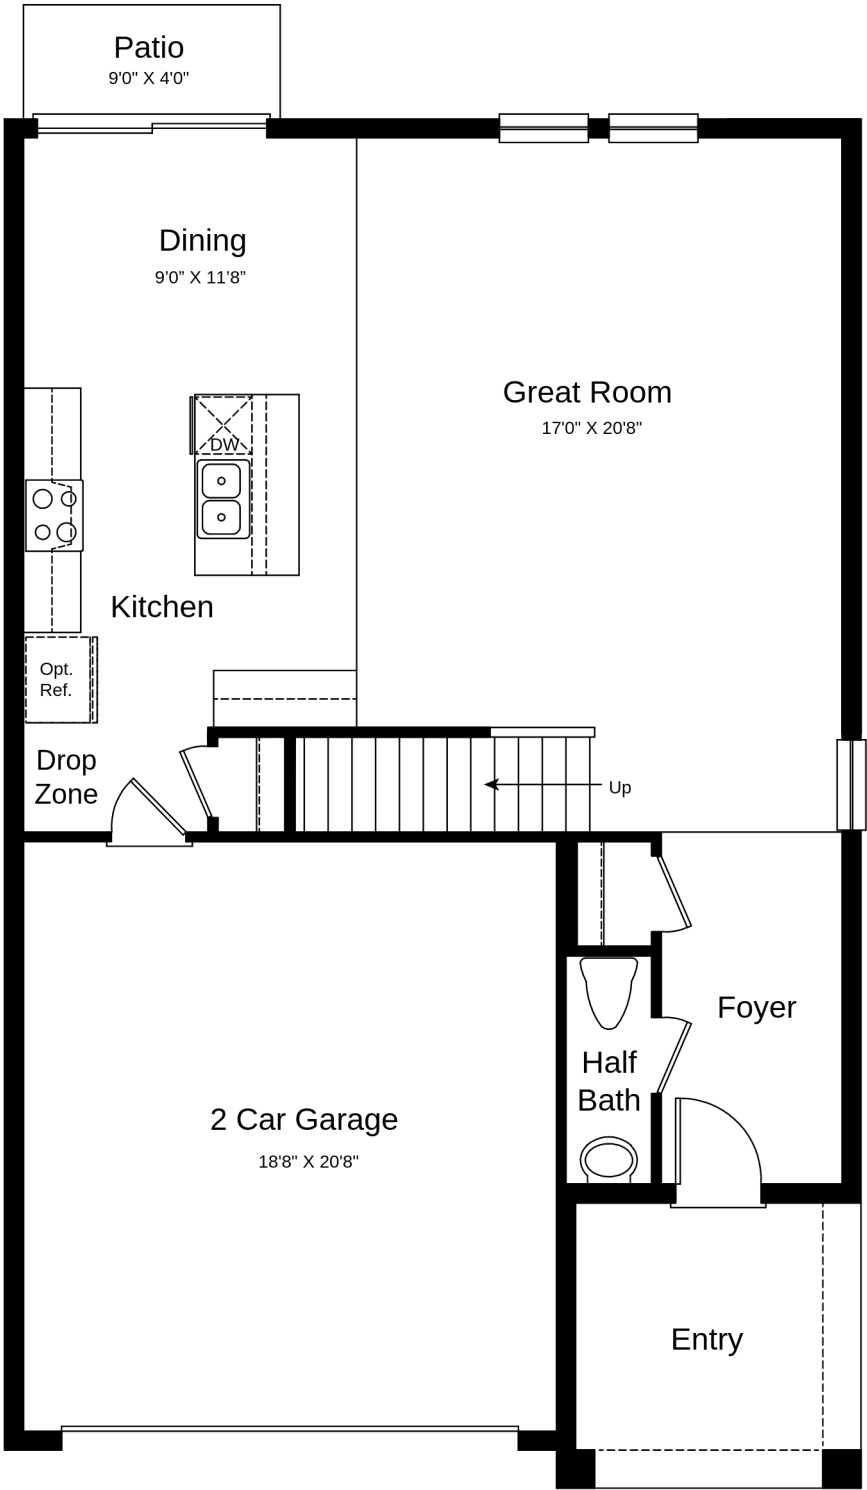 Patio
9'0" X 4'0"
Dining
9’0” X 11’8”
Great Room
17'0" X 20'8"
DW
Kitchen
Opt.
Ref.
Drop
Zone
Up
Foyer
Half
Bath
2 Car Garage
18'8" X 20'8"
Entry